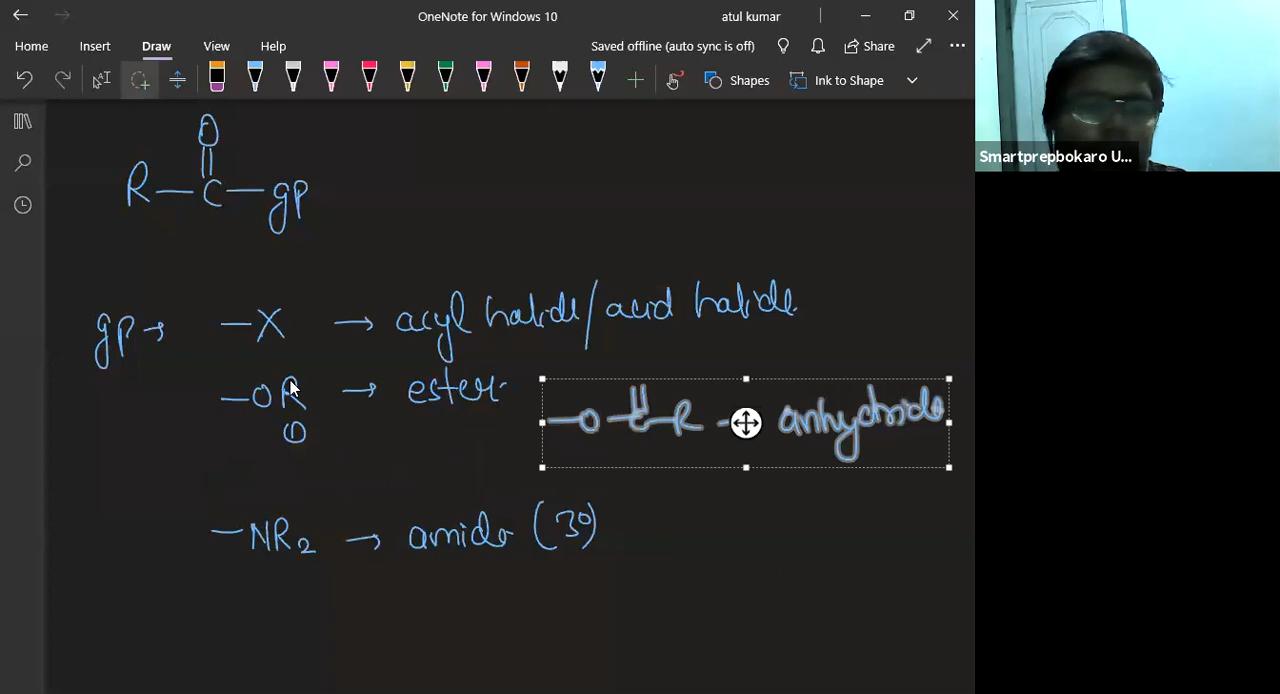 OneNote for Windows 10
atul kumar
Home Insert Draw View Help
Saved offline (auto sync is off)
Share
Shapes
Ink to Shape
Smartprepbokaro U...
O
R — C — gp
gp → — X → acyl halide / acid halide
— OR → ester
— O — C — R — anhydride
①
— NR₂ → amide (3°)